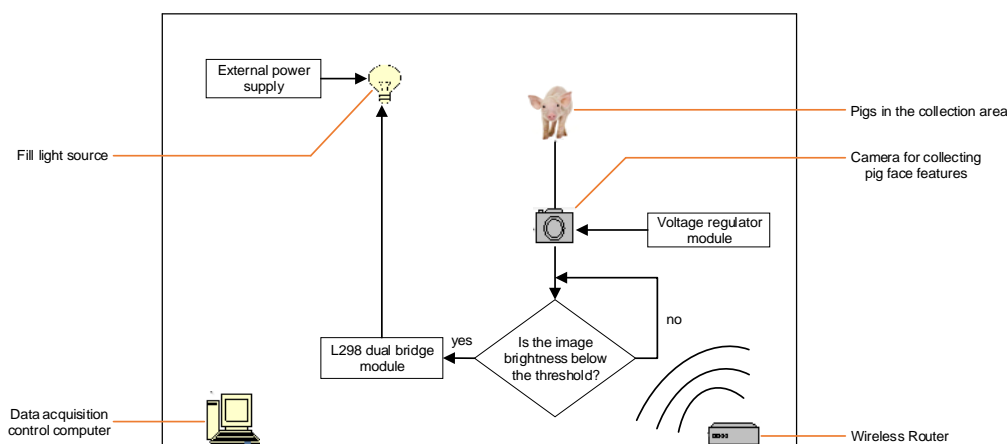 External power
supply
Pigs in the collection area
Fill light source
Camera for collecting
pig face features
Voltage regulator
module
no
yes
L298 dual bridge
module
Is the image
brightness below
the threshold?
Data acquisition
control computer
Wireless Router